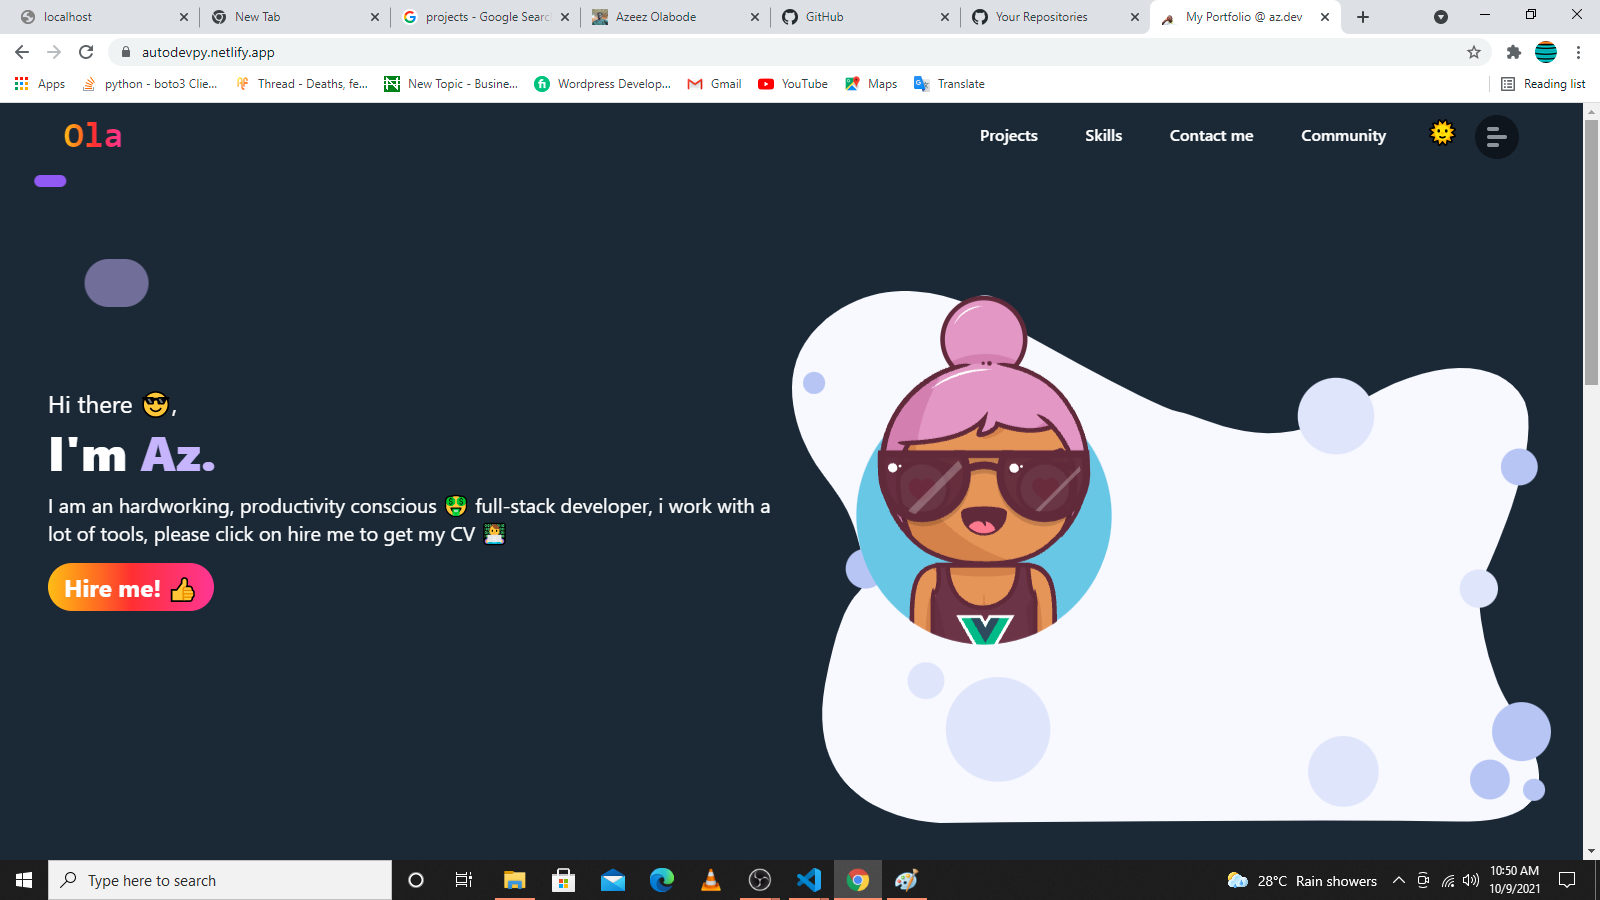 localhost
New Tab
projects - Google Searc
Azeez Olabode
GitHub
Your Repositories
My Portfolio @ az.dev
autodevpy.netlify.app
Apps
python - boto3 Clie...
Thread - Deaths, fe...
New Topic - Busine...
Wordpress Develop...
Gmail
YouTube
Maps
Translate
Reading list
Ola
Projects
Skills
Contact me
Community
Hi there 😎,
I'm Az.
I am an hardworking, productivity conscious 🤑 full-stack developer, i work with a
lot of tools, please click on hire me to get my CV 👨‍💻
Hire me! 👍
Type here to search
28°C Rain showers
10:50 AM
10/9/2021